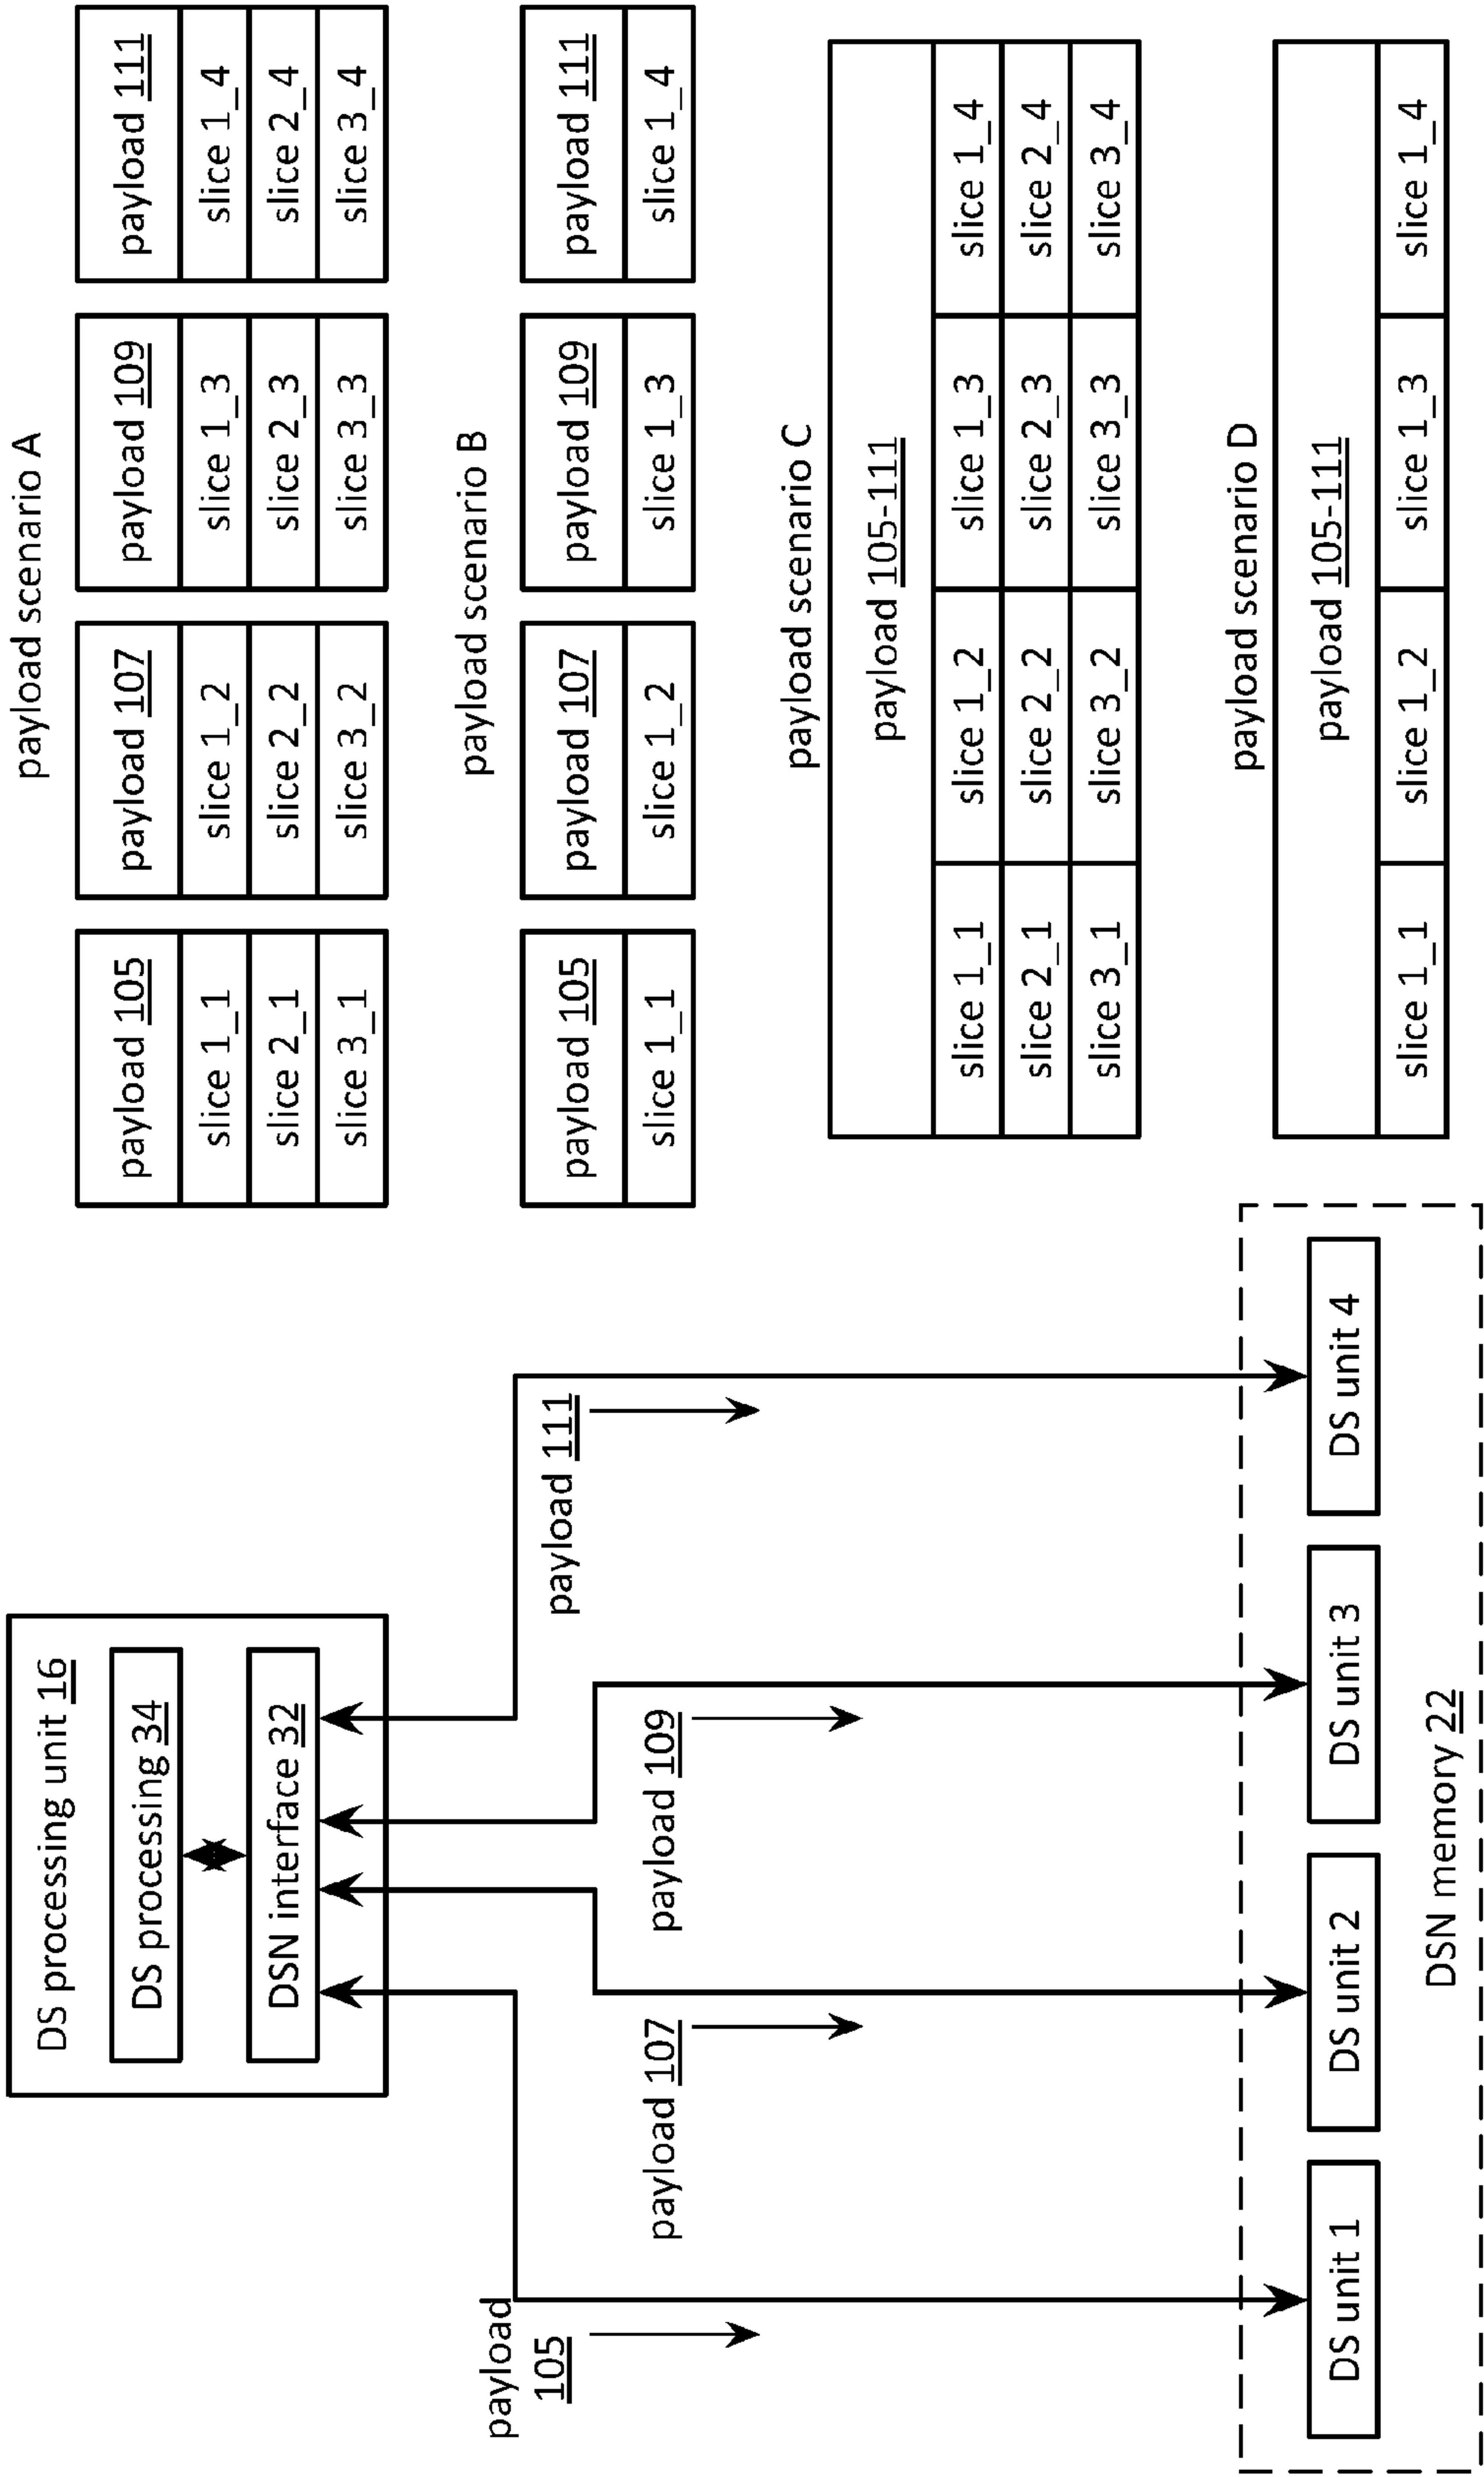 DS processing unit 16
DS processing 34
DSN interface 32
payload
105
payload 107
payload 109
payload 111
DS unit 1
DS unit 2
DS unit 3
DS unit 4
DSN memory 22
payload scenario A
payload 105
slice 1_1
slice 2_1
slice 3_1
payload 107
slice 1_2
slice 2_2
slice 3_2
payload 109
slice 1_3
slice 2_3
slice 3_3
payload 111
slice 1_4
slice 2_4
slice 3_4
payload scenario B
payload 105
slice 1_1
payload 107
slice 1_2
payload 109
slice 1_3
payload 111
slice 1_4
payload scenario C
payload 105-111
slice 1_1 slice 1_2 slice 1_3 slice 1_4
slice 2_1 slice 2_2 slice 2_3 slice 2_4
slice 3_1 slice 3_2 slice 3_3 slice 3_4
payload scenario D
payload 105-111
slice 1_1 slice 1_2 slice 1_3 slice 1_4